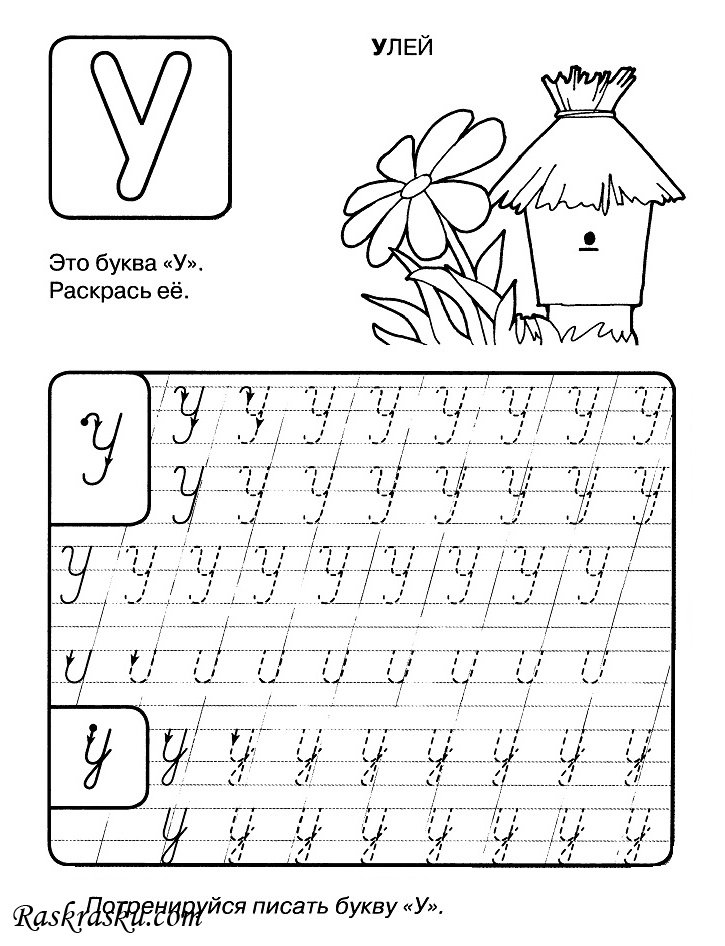 У
УЛЕЙ
Это буква «У».
Раскрась её.
У У У У У У У У У
У У У У У У У У
У У У У У У У У У
и и и и и и и и и
у у у у у у у у у
у у у у у у у у
Потренируйся писать букву «У».
Raskrasku.com